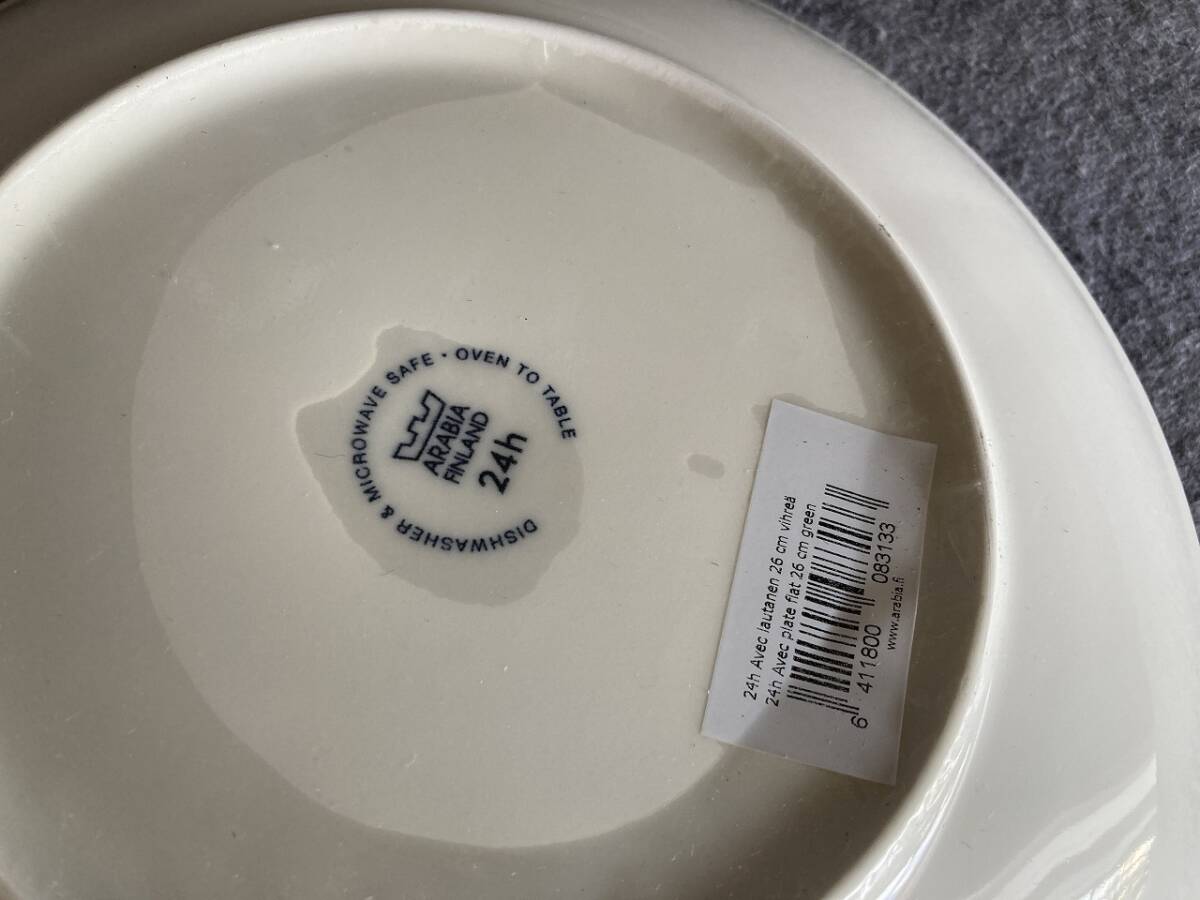 DISHWASHER & MICROWAVE SAFE · OVEN TO TABLE
ARABIA
FINLAND
24h
24h Avec lautanen 26 cm vihreä
24h Avec plate flat 26 cm green
6 411800 083133
www.arabia.fi